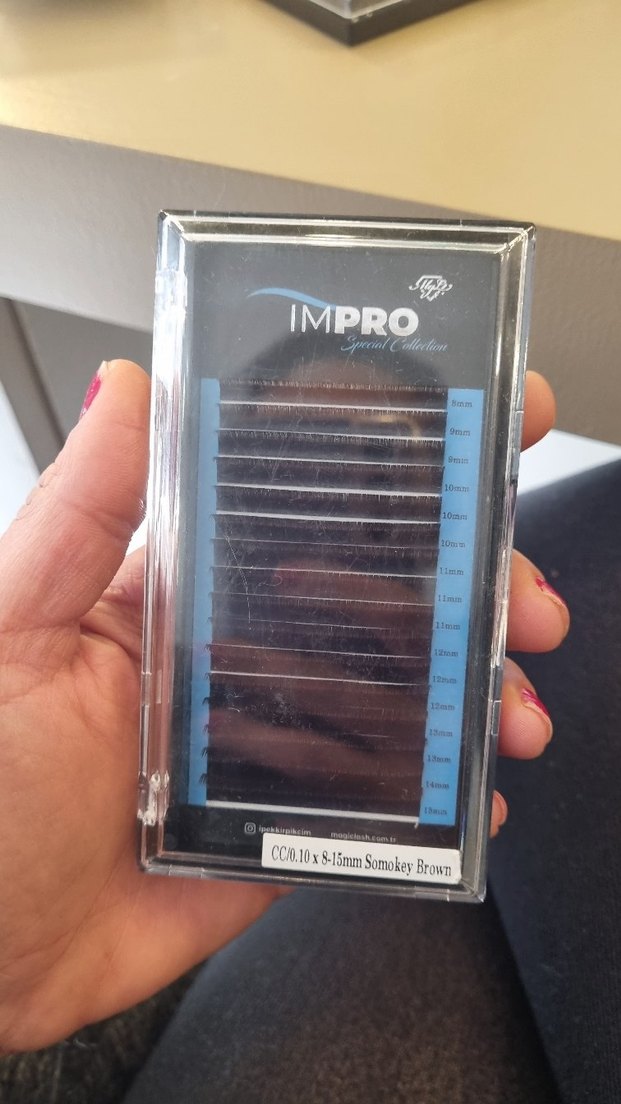 IMPRO
Special Collection
8mm
9mm
9mm
10mm
10mm
10mm
11mm
11mm
11mm
12mm
12mm
12mm
13mm
13mm
14mm
15mm
ipekkirpikcim magiclash.com.tr
CC/0.10 x 8-15mm Somokey Brown